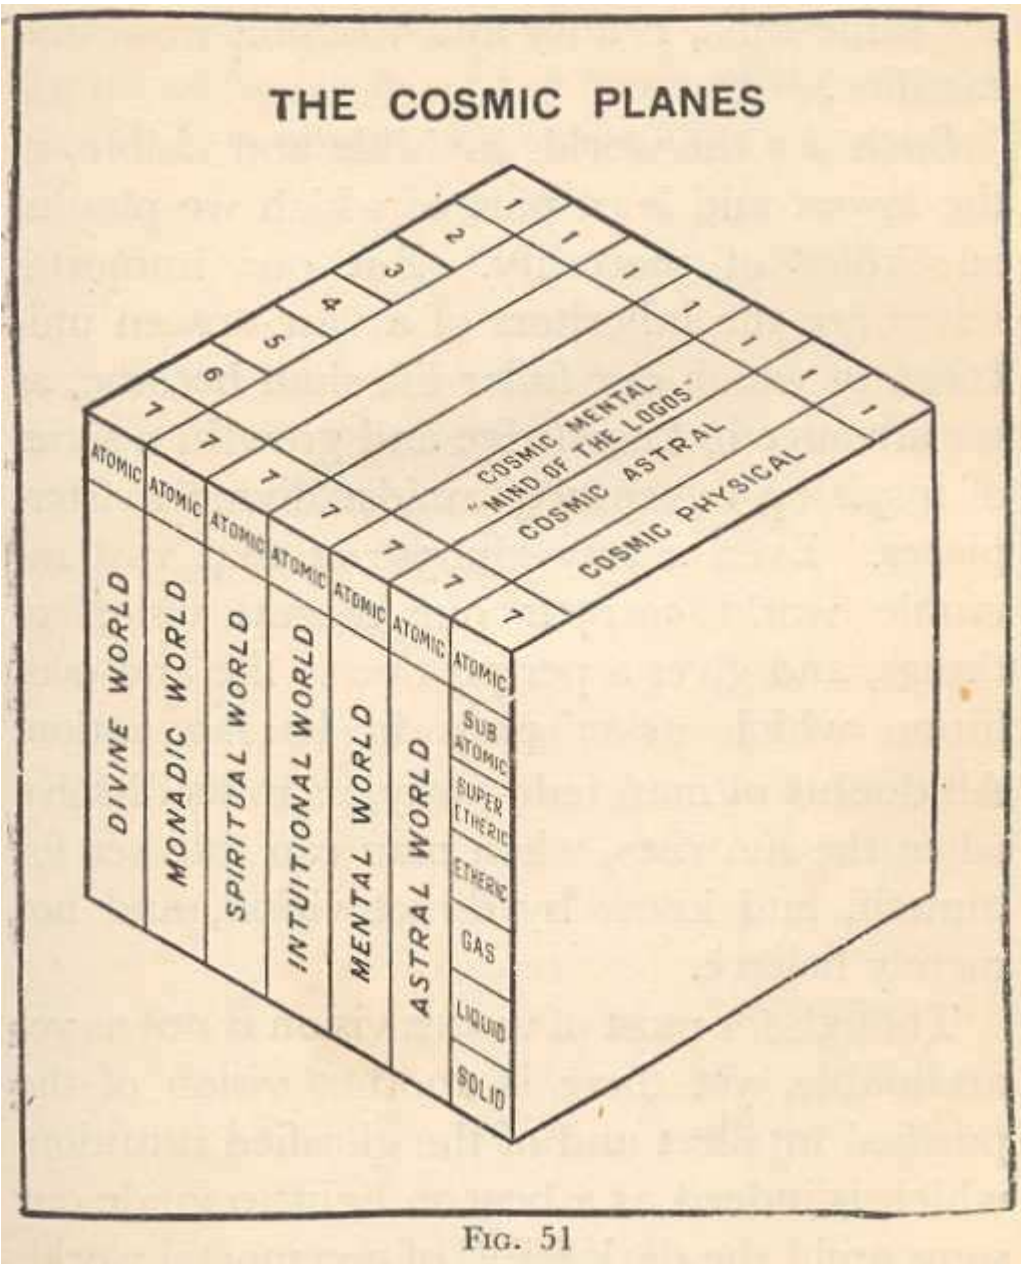 THE COSMIC PLANES
1
1
1
1
1
1
1
2
3
4
5
6
7
7
7
7
7
7
7
COSMIC MENTAL
"MIND OF THE LOGOS"
COSMIC ASTRAL
COSMIC PHYSICAL
ATOMIC
ATOMIC
ATOMIC
ATOMIC
ATOMIC
ATOMIC
ATOMIC
DIVINE WORLD
MONADIC WORLD
SPIRITUAL WORLD
INTUITIONAL WORLD
MENTAL WORLD
ASTRAL WORLD
SUB
ATOMIC
SUPER
ETHERIC
ETHERIC
GAS
LIQUID
SOLID
FIG. 51